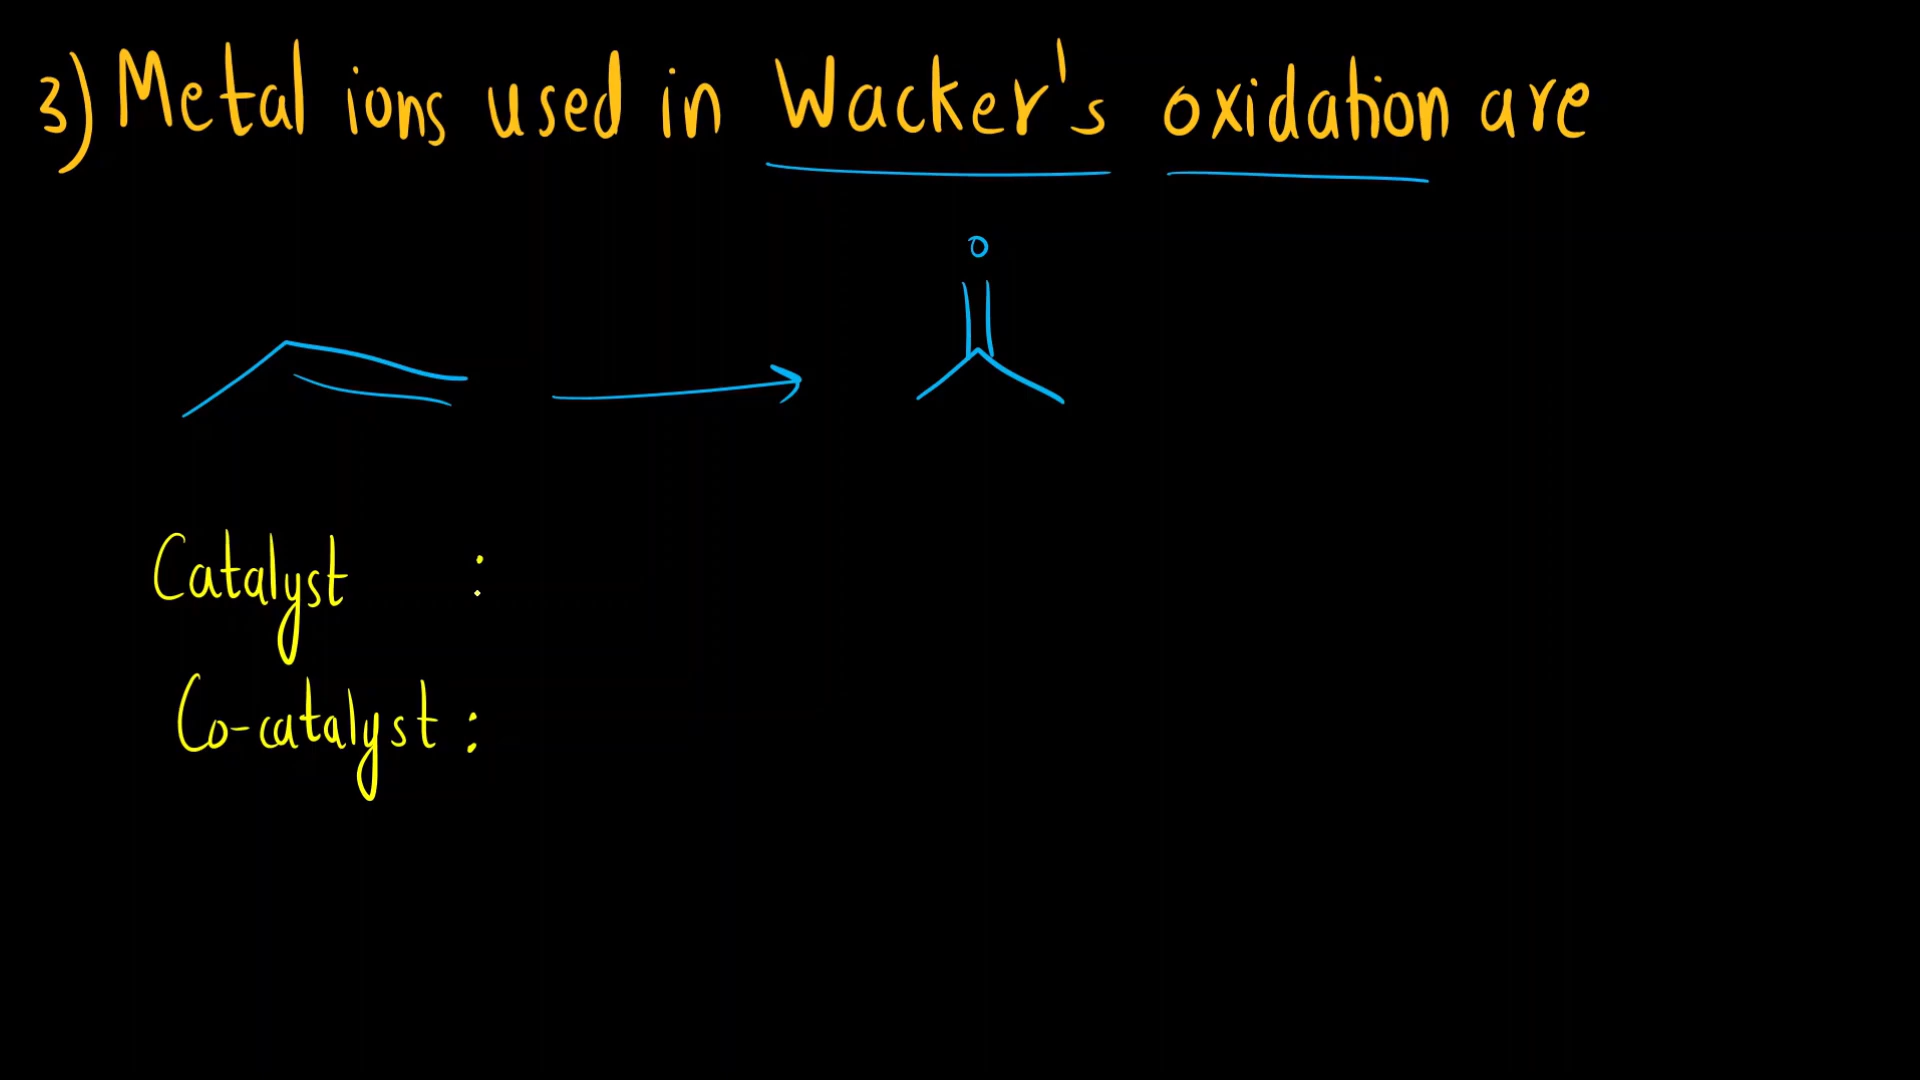 3) Metal ions used in Wacker's oxidation are
O
Catalyst :
Co-catalyst :